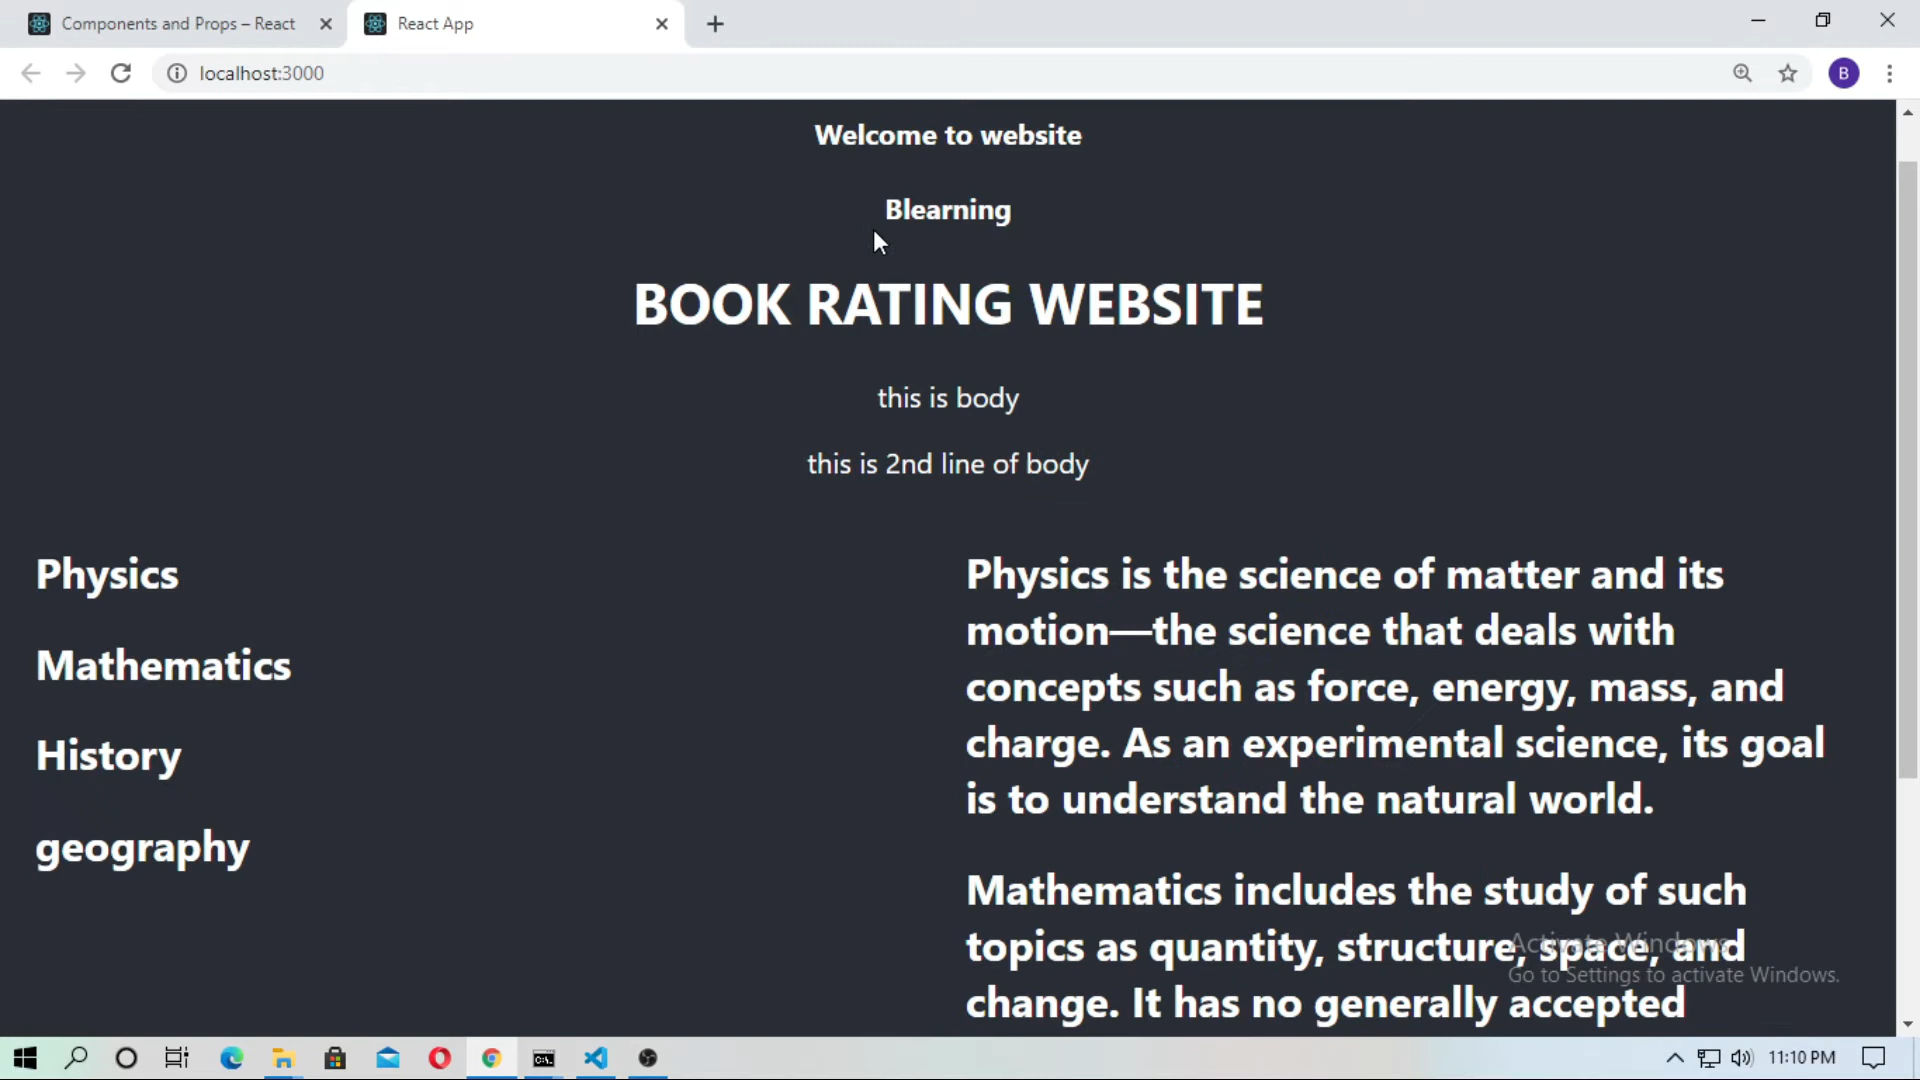 Components and Props – React
React App
localhost:3000
B
Welcome to website
Blearning
BOOK RATING WEBSITE
this is body
this is 2nd line of body
Physics
Mathematics
History
geography
Physics is the science of matter and its
motion—the science that deals with
concepts such as force, energy, mass, and
charge. As an experimental science, its goal
is to understand the natural world.
Mathematics includes the study of such
topics as quantity, structure, space, and
change. It has no generally accepted
Activate Windows
Go to Settings to activate Windows.
11:10 PM